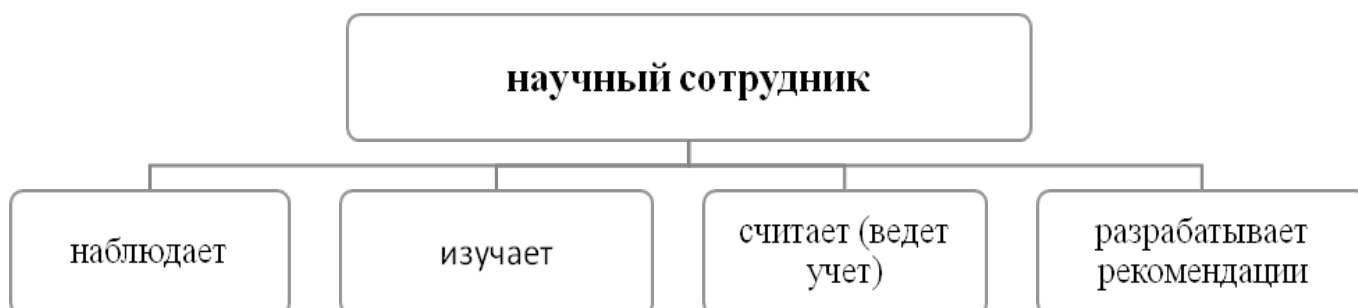 научный сотрудник
наблюдает
изучает
считает (ведет
учет)
разрабатывает
рекомендации